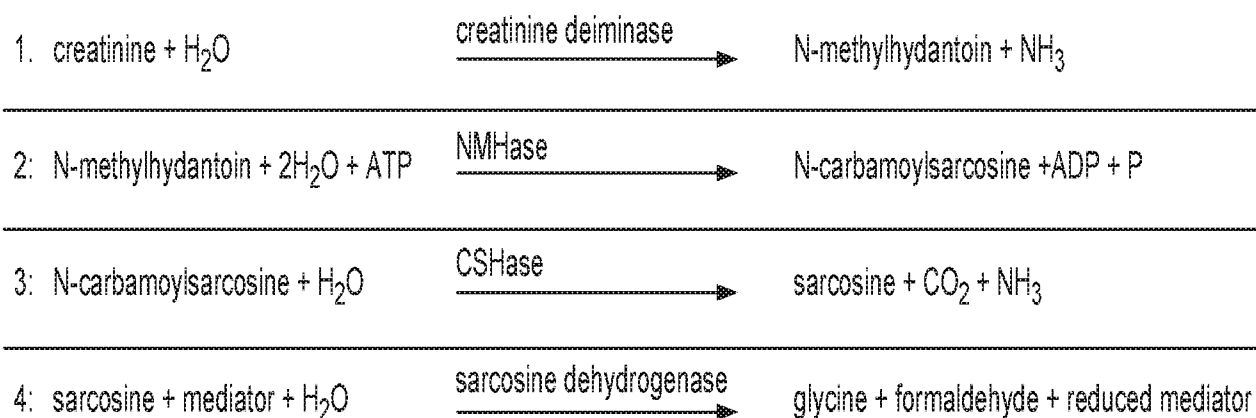 1. creatinine + H₂O creatinine deiminase N-methylhydantoin + NH₃
2: N-methylhydantoin + 2H₂O + ATP NMHase N-carbamoylsarcosine +ADP + P
3: N-carbamoylsarcosine + H₂O CSHase sarcosine + CO₂ + NH₃
4: sarcosine + mediator + H₂O sarcosine dehydrogenase glycine + formaldehyde + reduced mediator